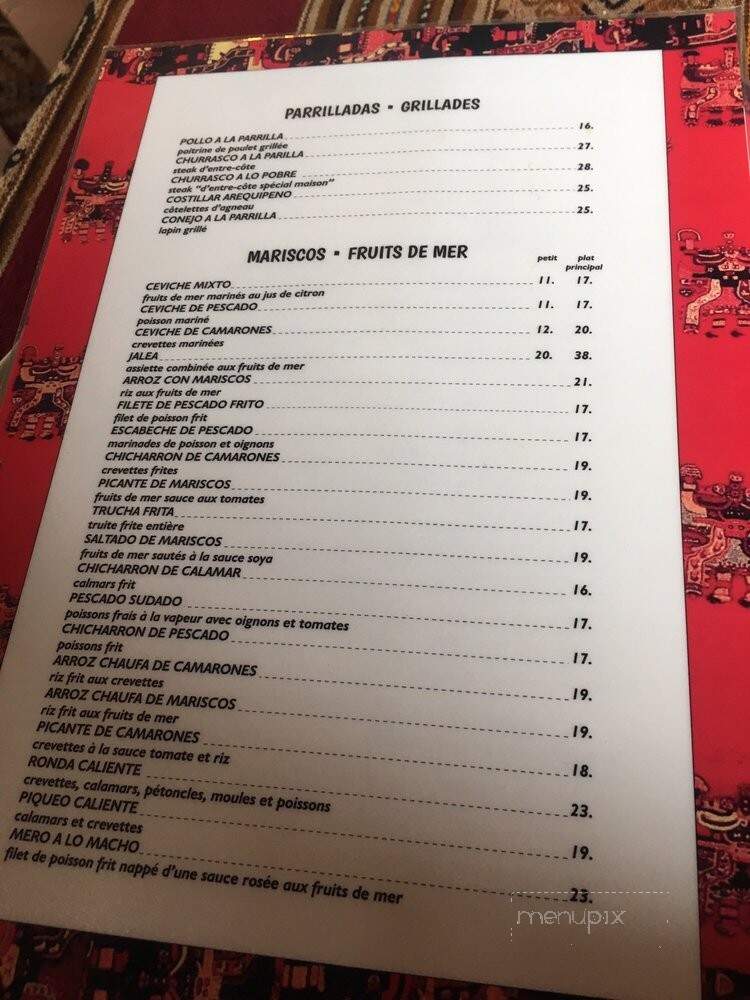 PARRILLADAS • GRILLADES
POLLO A LA PARRILLA 16.
poitrine de poulet grillée
CHURRASCO A LA PARILLA 27.
steak d'entre-côte
CHURRASCO A LO POBRE 28.
steak "d'entre-côte spécial maison"
COSTILLAR AREQUIPENO 25.
côtelettes d'agneau
CONEJO A LA PARRILLA 25.
lapin grillé
MARISCOS • FRUITS DE MER
petit plat principal
CEVICHE MIXTO 11. 17.
fruits de mer marinés au jus de citron
CEVICHE DE PESCADO 11. 17.
poisson mariné
CEVICHE DE CAMARONES 12. 20.
crevettes marinées
JALEA 20. 38.
assiette combinée aux fruits de mer
ARROZ CON MARISCOS 21.
riz aux fruits de mer
FILETE DE PESCADO FRITO 17.
filet de poisson frit
ESCABECHE DE PESCADO 17.
marinades de poisson et oignons
CHICHARRON DE CAMARONES 19.
crevettes frites
PICANTE DE MARISCOS 19.
fruits de mer sauce aux tomates
TRUCHA FRITA 17.
truite frite entière
SALTADO DE MARISCOS 19.
fruits de mer sautés à la sauce soya
CHICHARRON DE CALAMAR 16.
calmars frit
PESCADO SUDADO 17.
poissons frais à la vapeur avec oignons et tomates
CHICHARRON DE PESCADO 17.
poissons frit
ARROZ CHAUFA DE CAMARONES 19.
riz frit aux crevettes
ARROZ CHAUFA DE MARISCOS 19.
riz frit aux fruits de mer
PICANTE DE CAMARONES 18.
crevettes à la sauce tomate et riz
RONDA CALIENTE 23.
crevettes, calamars, pétoncles, moules et poissons
PIQUEO CALIENTE 19.
calamars et crevettes
MERO A LO MACHO 23.
filet de poisson frit nappé d'une sauce rosée aux fruits de mer
menupix